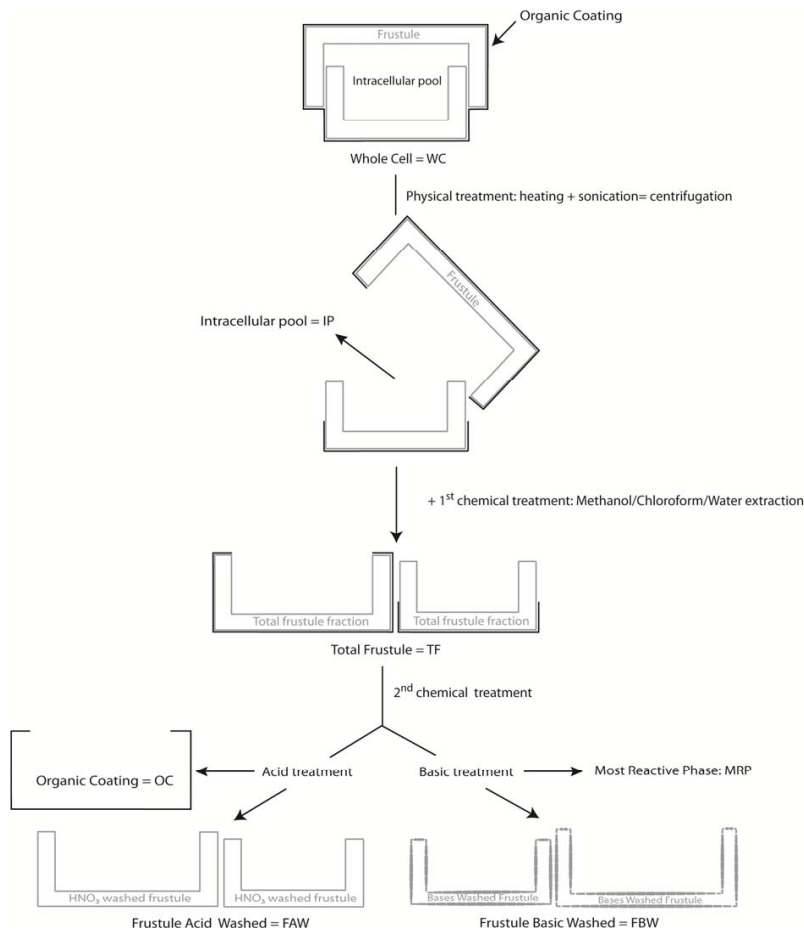 Organic Coating
Frustule
Intracellular pool
Whole Cell = WC
Physical treatment: heating + sonication= centrifugation
Frustule
Intracellular pool = IP
+ 1st chemical treatment: Methanol/Chloroform/Water extraction
Total frustule fraction
Total frustule fraction
Total Frustule = TF
2nd chemical treatment
Organic Coating = OC
Acid treatment
Basic treatment
Most Reactive Phase: MRP
HNO₃ washed frustule
HNO₃ washed frustule
Bases Washed Frustule
Bases Washed Frustule
Frustule Acid Washed = FAW
Frustule Basic Washed = FBW